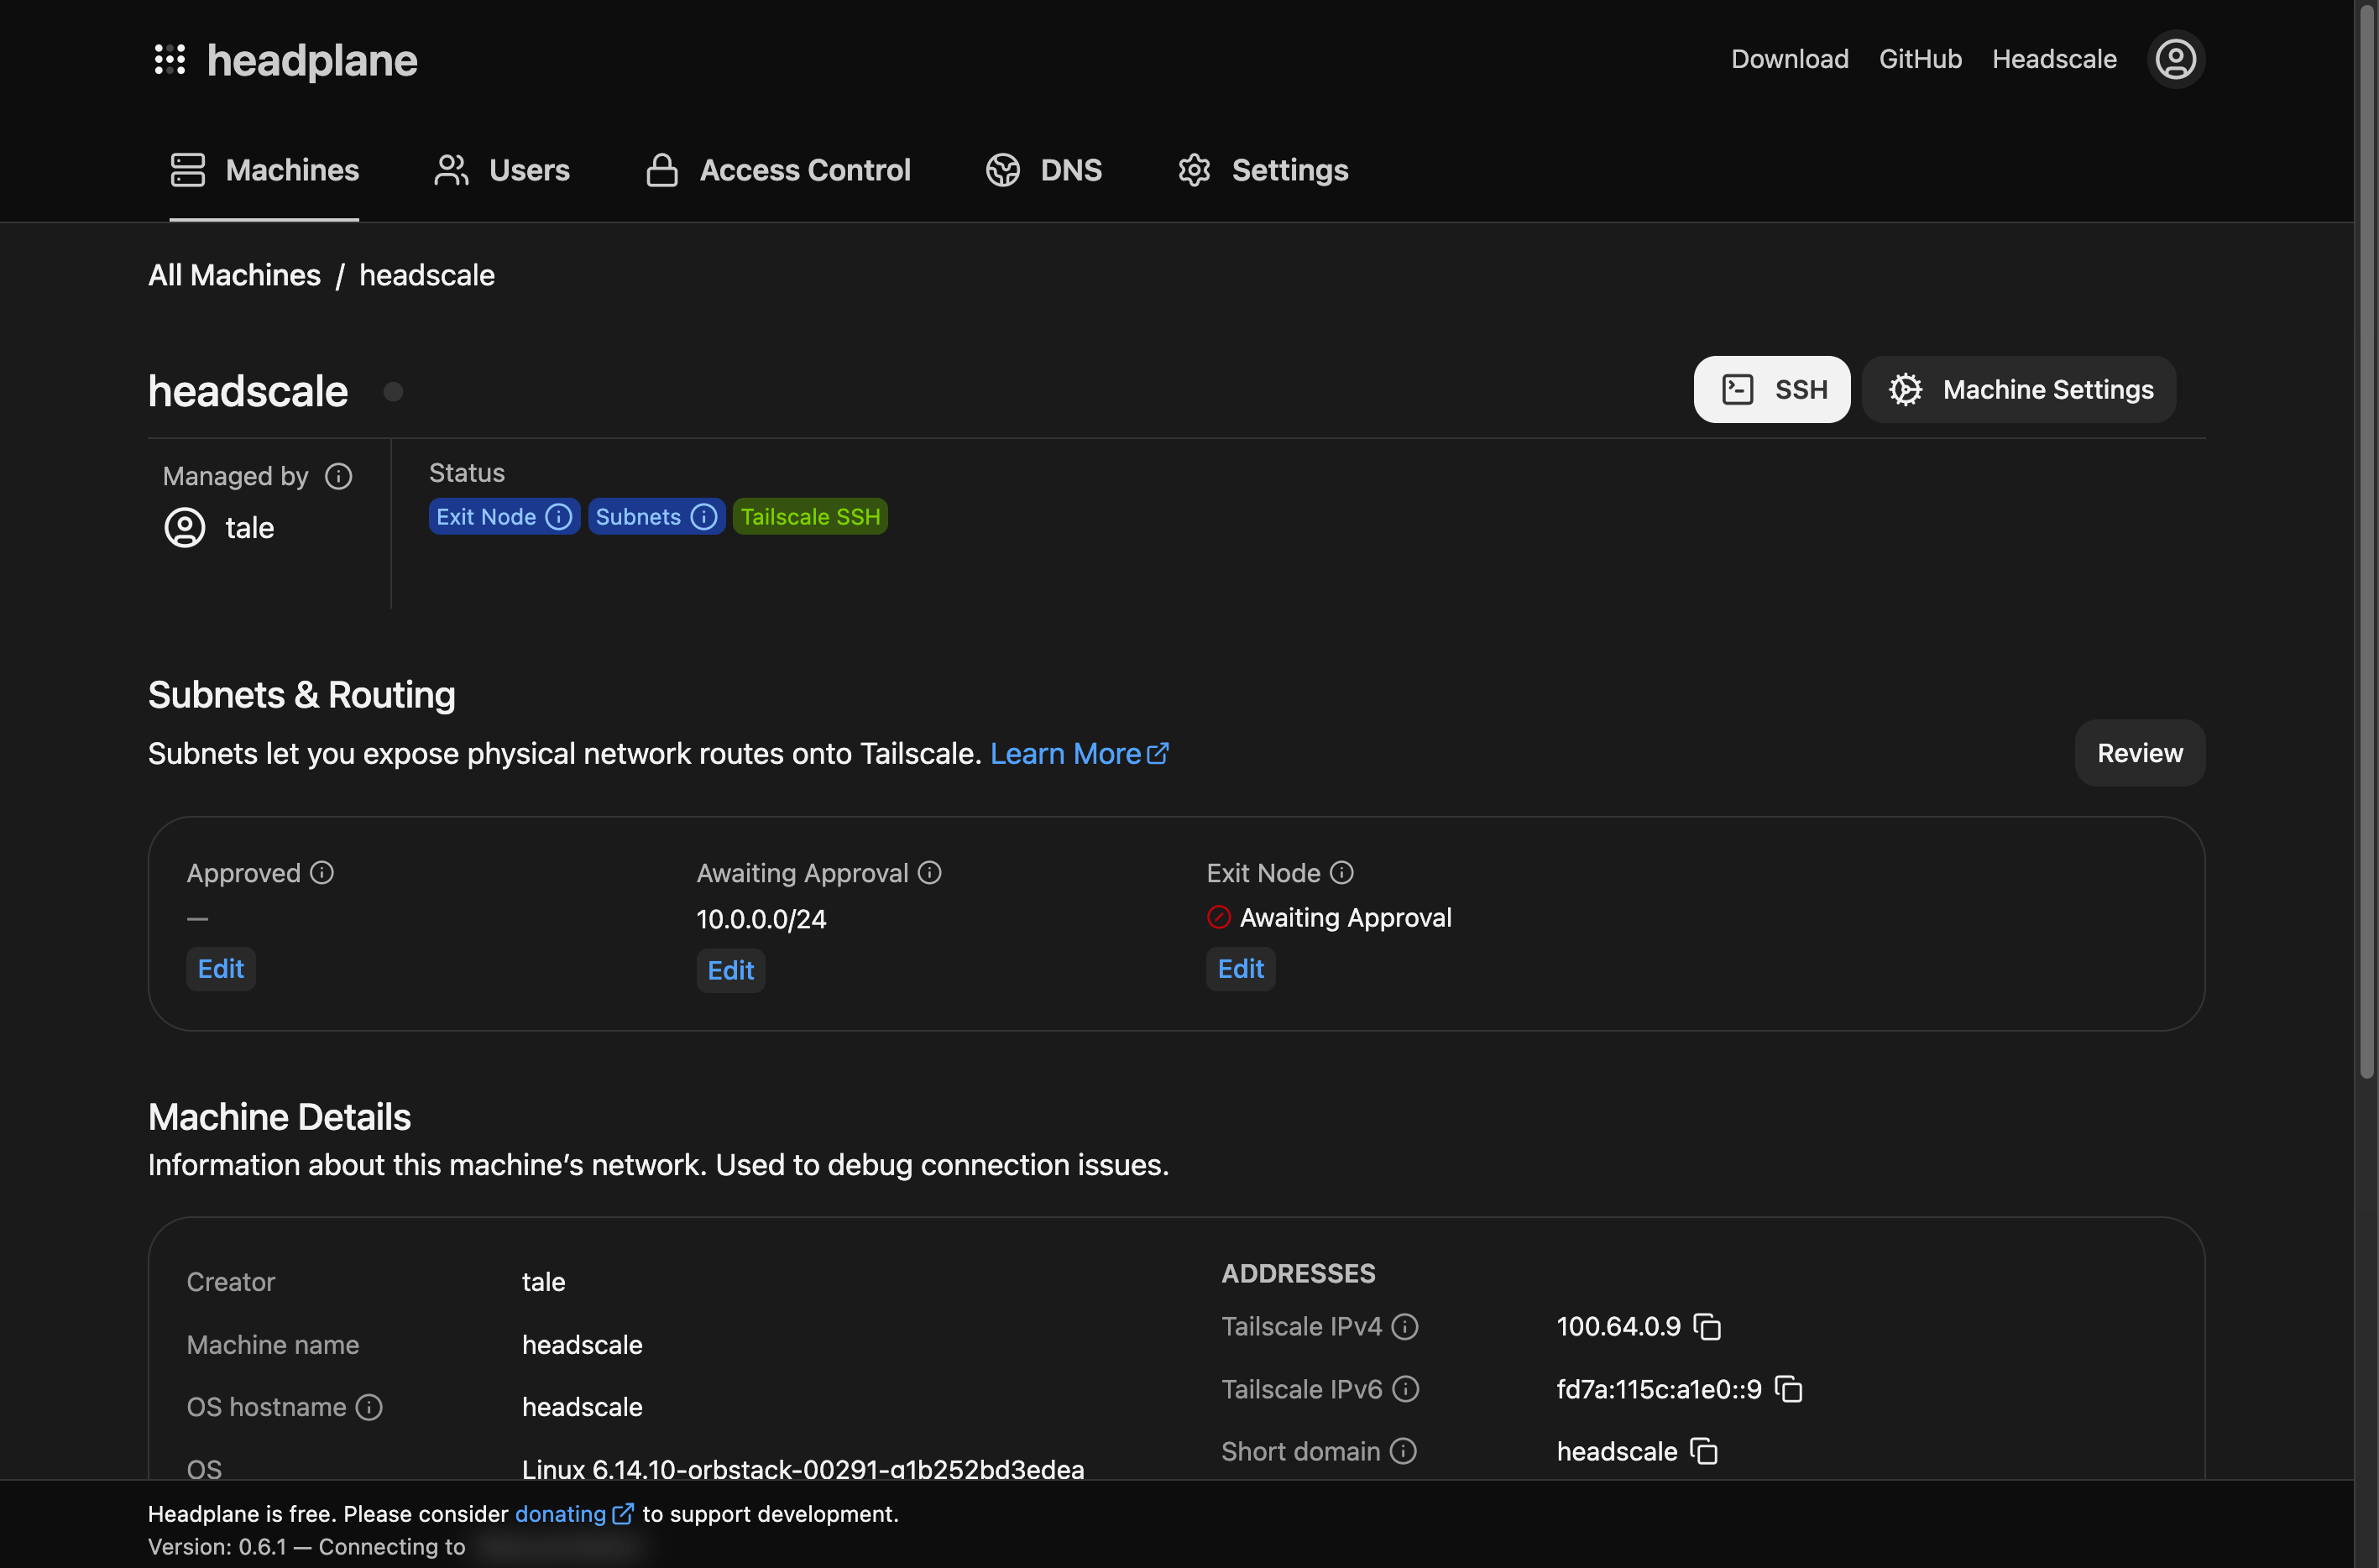 headplane
Download GitHub Headscale
Machines Users Access Control DNS Settings
All Machines / headscale
headscale
SSH Machine Settings
Managed by
tale
Status
Exit Node Subnets Tailscale SSH
Subnets & Routing
Subnets let you expose physical network routes onto Tailscale. Learn More
Review
Approved
—
Edit
Awaiting Approval
10.0.0.0/24
Edit
Exit Node
Awaiting Approval
Edit
Machine Details
Information about this machine’s network. Used to debug connection issues.
Creator tale
Machine name headscale
OS hostname headscale
OS Linux 6.14.10-orbstack-00291-g1b252bd3edea
ADDRESSES
Tailscale IPv4 100.64.0.9
Tailscale IPv6 fd7a:115c:a1e0::9
Short domain headscale
Headplane is free. Please consider donating to support development.
Version: 0.6.1 — Connecting to